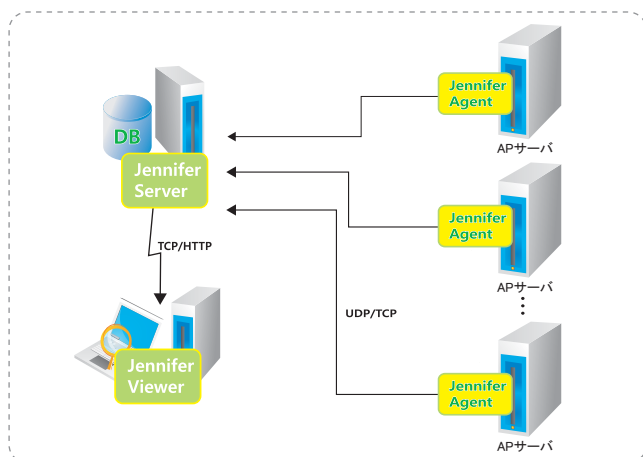 DB
Jennifer
Server
TCP/HTTP
Jennifer
Viewer
Jennifer
Agent
APサーバ
Jennifer
Agent
APサーバ
UDP/TCP
Jennifer
Agent
APサーバ